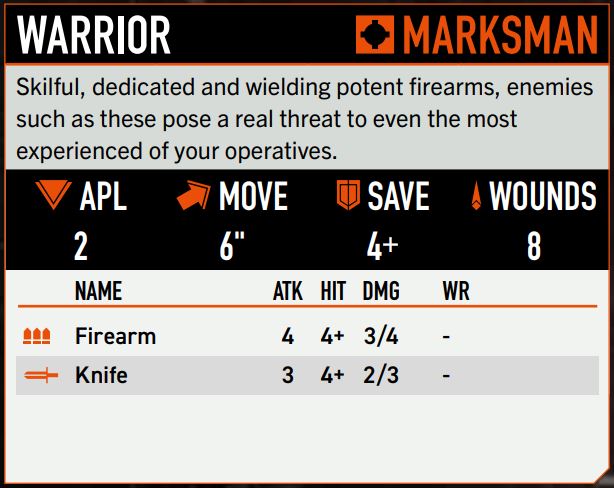 WARRIOR MARKSMAN
Skilful, dedicated and wielding potent firearms, enemies
such as these pose a real threat to even the most
experienced of your operatives.
APL MOVE SAVE WOUNDS
2 6" 4+ 8
NAME ATK HIT DMG WR
Firearm 4 4+ 3/4 -
Knife 3 4+ 2/3 -